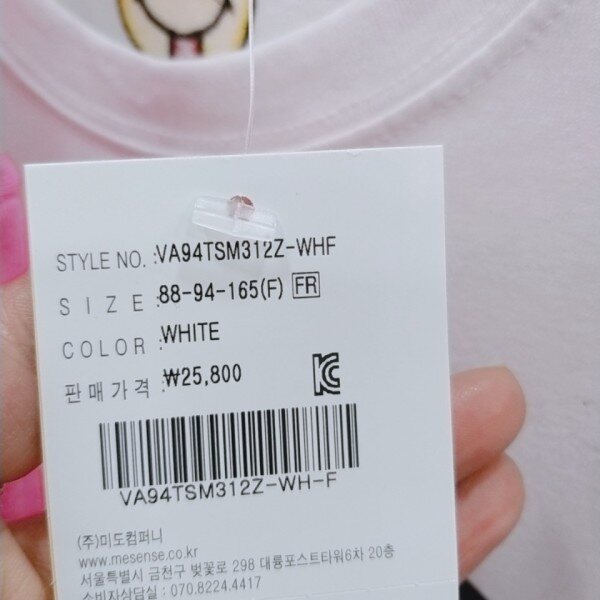 STYLE NO. :VA94TSM312Z-WHF
SIZE :88-94-165(F) FR
COLOR :WHITE
판매가격 :₩25,800
KC
VA94TSM312Z-WH-F
(주)미도컴퍼니
www.mesense.co.kr
서울특별시 금천구 벚꽃로 298 대륭포스트타워6차 20층
소비자상담실 : 070.8224.4417